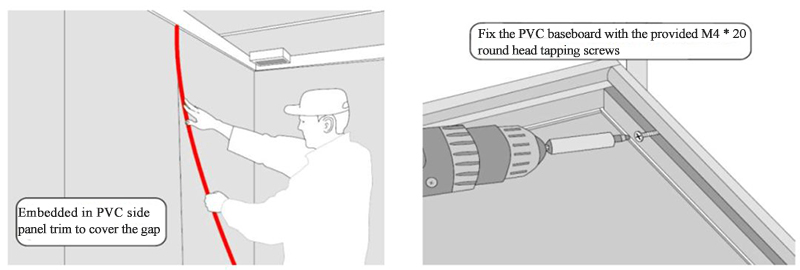 Embedded in PVC side
panel trim to cover the gap
Fix the PVC baseboard with the provided M4 * 20
round head tapping screws